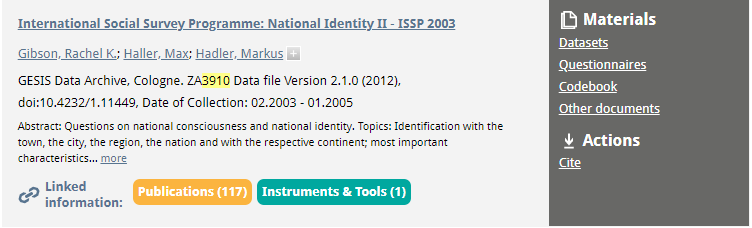 International Social Survey Programme: National Identity II - ISSP 2003
Gibson, Rachel K.; Haller, Max; Hadler, Markus +
GESIS Data Archive, Cologne. ZA3910 Data file Version 2.1.0 (2012),
doi:10.4232/1.11449, Date of Collection: 02.2003 - 01.2005
Abstract: Questions on national consciousness and national identity. Topics: Identification with the
town, the city, the region, the nation and with the respective continent; most important
characteristics... more
Linked
information:
Publications (117)
Instruments & Tools (1)
Materials
Datasets
Questionnaires
Codebook
Other documents
Actions
Cite